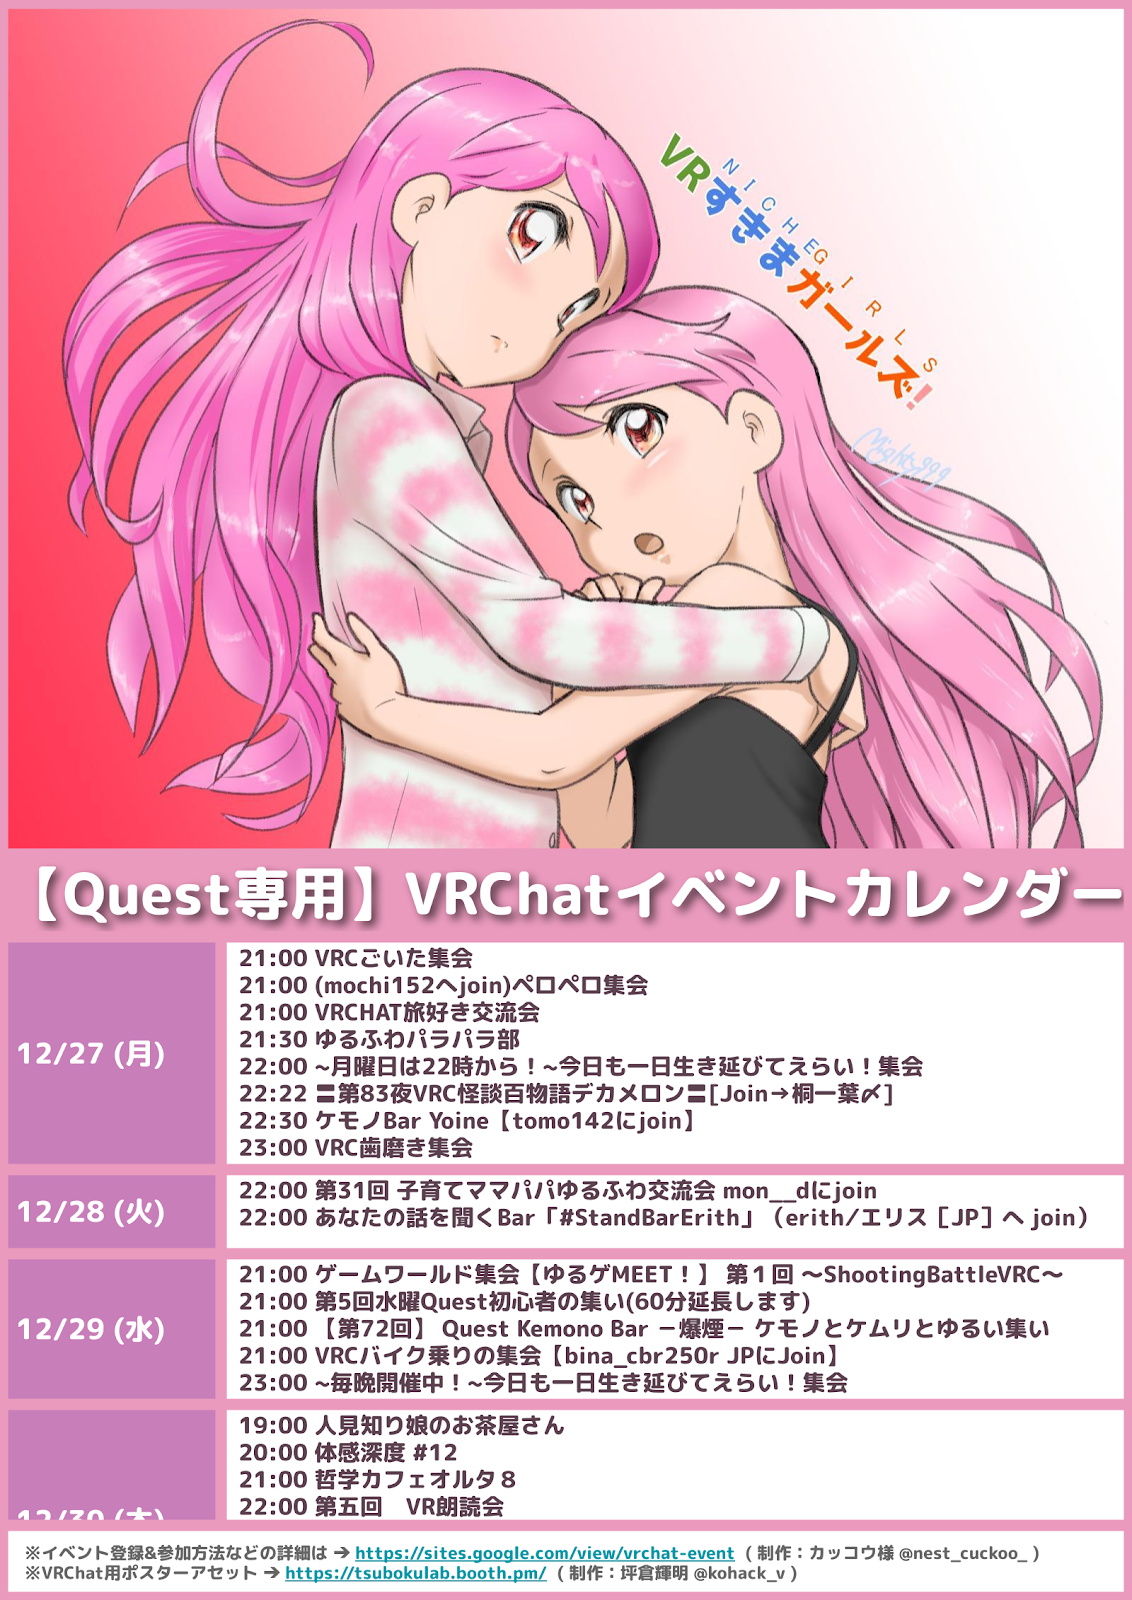 VRすきまガールズ!
NICHEGIRLS
Mighty999
【Quest専用】VRChatイベントカレンダー
12/27 (月)
21:00 VRCごいた集会
21:00 (mochi152へjoin)ペロペロ集会
21:00 VRCHAT旅好き交流会
21:30 ゆるふわパラパラ部
22:00 ~月曜日は22時から！~今日も一日生き延びてえらい！集会
22:22 〓第83夜VRC怪談百物語デカメロン〓[Join→桐一葉〆]
22:30 ケモノBar Yoine【tomo142にjoin】
23:00 VRC歯磨き集会
12/28 (火)
22:00 第31回 子育てママパパゆるふわ交流会 mon__dにjoin
22:00 あなたの話を聞くBar「#StandBarErith」（erith/エリス［JP］へ join）
12/29 (水)
21:00 ゲームワールド集会【ゆるゲMEET！】 第１回 〜ShootingBattleVRC〜
21:00 第5回水曜Quest初心者の集い(60分延長します)
21:00 【第72回】 Quest Kemono Bar －爆煙－ ケモノとケムリとゆるい集い
21:00 VRCバイク乗りの集会【bina_cbr250r JPにJoin】
23:00 ~毎晩開催中！~今日も一日生き延びてえらい！集会
12/30 (木)
19:00 人見知り娘のお茶屋さん
20:00 体感深度 #12
21:00 哲学カフェオルタ８
22:00 第五回　VR朗読会
※イベント登録&参加方法などの詳細は → https://sites.google.com/view/vrchat-event ( 制作：カッコウ様 @nest_cuckoo_ )
※VRChat用ポスターアセット → https://tsubokulab.booth.pm/ ( 制作：坪倉輝明 @kohack_v )